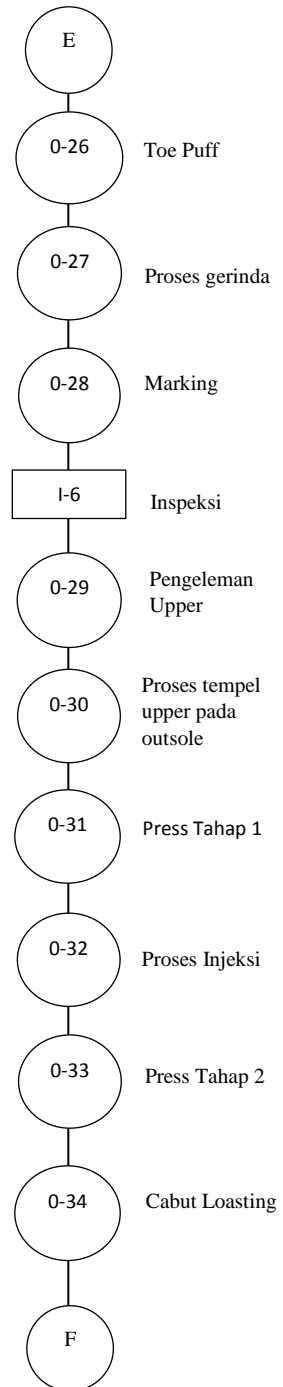 E
0-26
Toe Puff
0-27
Proses gerinda
0-28
Marking
I-6
Inspeksi
0-29
Pengeleman
Upper
0-30
Proses tempel
upper pada
outsole
0-31
Press Tahap 1
0-32
Proses Injeksi
0-33
Press Tahap 2
0-34
Cabut Loasting
F